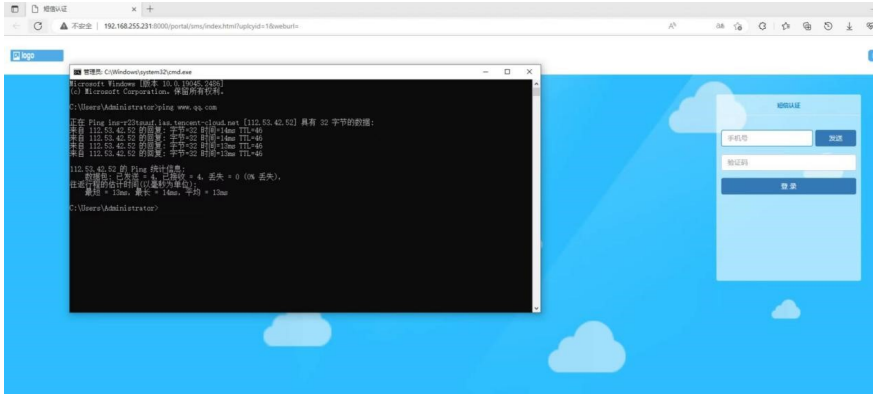 短信认证
不安全 | 192.168.255.231:8000/portal/sms/index.html?uplcyid=1&weburl=
logo
管理员: C:\Windows\system32\cmd.exe
Microsoft Windows [版本 10.0.19045.2486]
(c) Microsoft Corporation。保留所有权利。
C:\Users\Administrator>ping www.qq.com
正在 Ping ins-r23tsuuf.ias.tencent-cloud.net [112.53.42.52] 具有 32 字节的数据:
来自 112.53.42.52 的回复: 字节=32 时间=14ms TTL=46
来自 112.53.42.52 的回复: 字节=32 时间=14ms TTL=46
来自 112.53.42.52 的回复: 字节=32 时间=13ms TTL=46
来自 112.53.42.52 的回复: 字节=32 时间=13ms TTL=46
112.53.42.52 的 Ping 统计信息:
数据包: 已发送 = 4，已接收 = 4，丢失 = 0 (0% 丢失)，
往返行程的估计时间(以毫秒为单位):
最短 = 13ms，最长 = 14ms，平均 = 13ms
C:\Users\Administrator>
短信认证
手机号
发送
验证码
登录